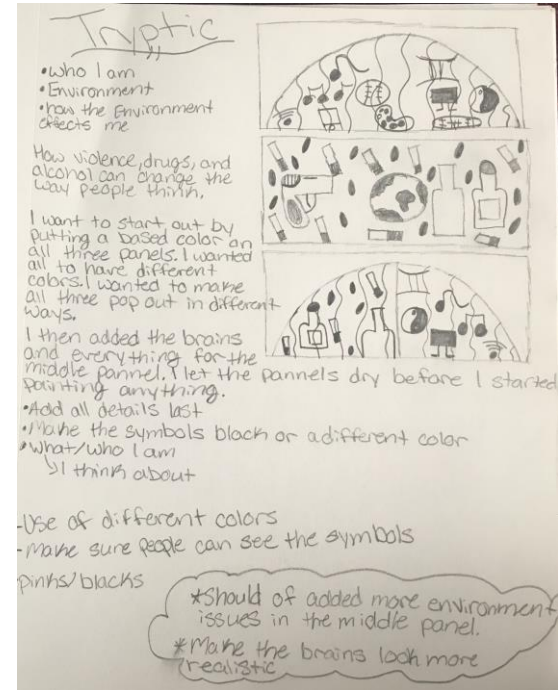 Tryptic
•who I am
•Environment
•how the Environment
effects me
How violence, drugs, and
alcohol can change the
way people think.
I want to start out by
putting a based color on
all three panels. I wanted
all to have different
colors. I wanted to make
all three pop out in different
ways.
I then added the brains
and everything for the
middle pannel. I let the pannels dry before I started
painting anything.
•Add all details last
•Make the symbols black or a different color
•What/who I am
↳I think about
-Use of different colors
-Make sure people can see the symbols
-pinks/blacks
*Should of added more environment
issues in the middle panel.
*Make the brains look more
realistic